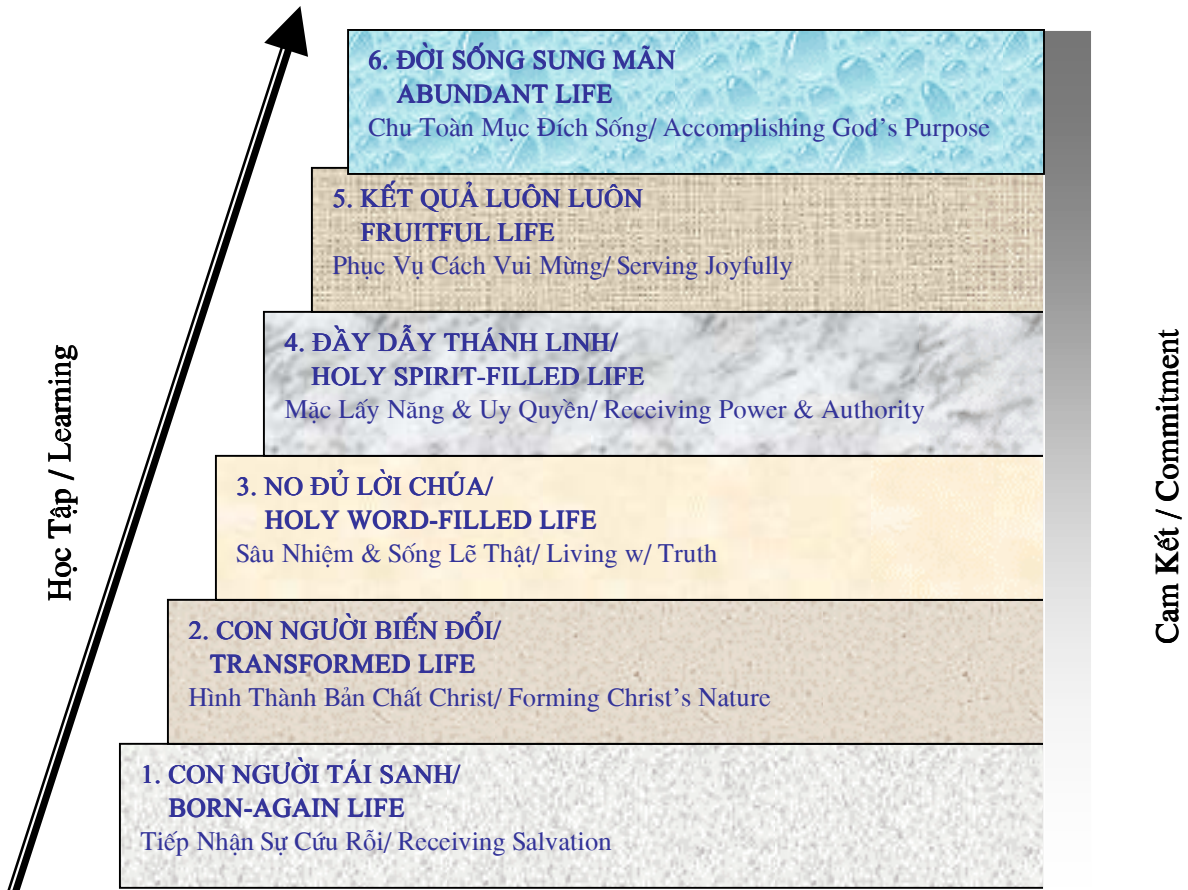 6. ĐỜI SỐNG SUNG MÃN
ABUNDANT LIFE
Chu Toàn Mục Đích Sống/ Accomplishing God's Purpose
5. KẾT QUẢ LUÔN LUÔN
FRUITFUL LIFE
Phục Vụ Cách Vui Mừng/ Serving Joyfully
4. ĐẦY DẪY THÁNH LINH/
HOLY SPIRIT-FILLED LIFE
Mặc Lấy Năng & Uy Quyền/ Receiving Power & Authority
3. NO ĐỦ LỜI CHÚA/
HOLY WORD-FILLED LIFE
Sâu Nhiệm & Sống Lẽ Thật/ Living w/ Truth
2. CON NGƯỜI BIẾN ĐỔI/
TRANSFORMED LIFE
Hình Thành Bản Chất Christ/ Forming Christ's Nature
1. CON NGƯỜI TÁI SANH/
BORN-AGAIN LIFE
Tiếp Nhận Sự Cứu Rỗi/ Receiving Salvation
Học Tập / Learning
Cam Kết / Commitment